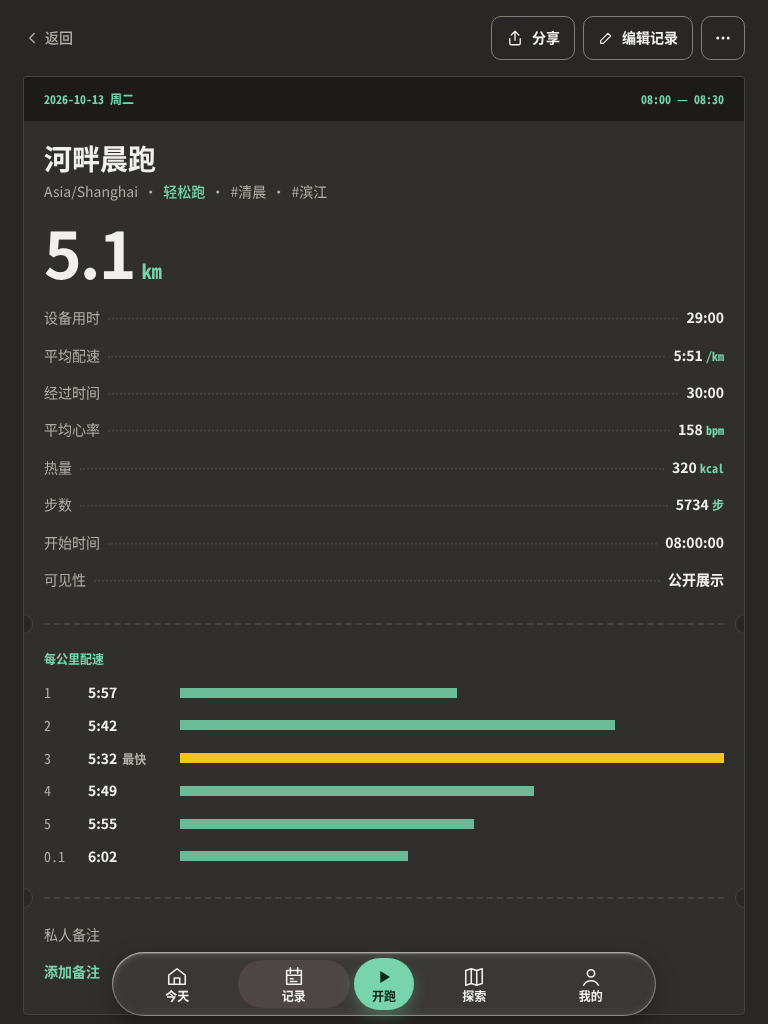 返回
分享
编辑记录
2026-10-13 周二
08:00 — 08:30
河畔晨跑
Asia/Shanghai • 轻松跑 • #清晨 • #滨江
5.1 km
设备用时 29:00
平均配速 5:51 /km
经过时间 30:00
平均心率 158 bpm
热量 320 kcal
步数 5734 步
开始时间 08:00:00
可见性 公开展示
每公里配速
1 5:57
2 5:42
3 5:32 最快
4 5:49
5 5:55
0.1 6:02
私人备注
添加备注
今天
记录
开跑
探索
我的